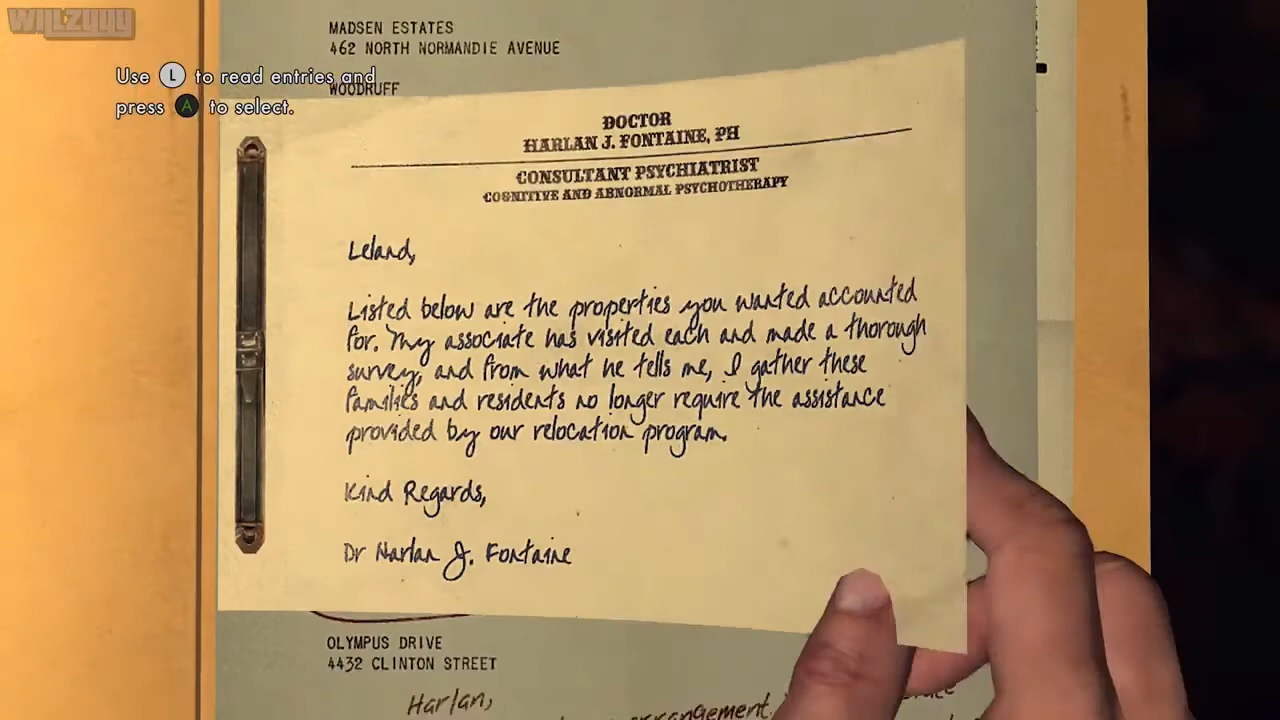 WILLZYYY
MADSEN ESTATES
462 NORTH NORMANDIE AVENUE
Use L to read entries and
press A to select.
WOODRUFF
DOCTOR
HARLAN J. FONTAINE, PH
CONSULTANT PSYCHIATRIST
COGNITIVE AND ABNORMAL PSYCHOTHERAPY
Leland,
Listed below are the properties you wanted accounted
for. My associate has visited each and made a thorough
survey, and from what he tells me, I gather these
families and residents no longer require the assistance
provided by our relocation program.
Kind Regards,
Dr Harlan J. Fontaine
OLYMPUS DRIVE
4432 CLINTON STREET
Harlan,
arrangement.